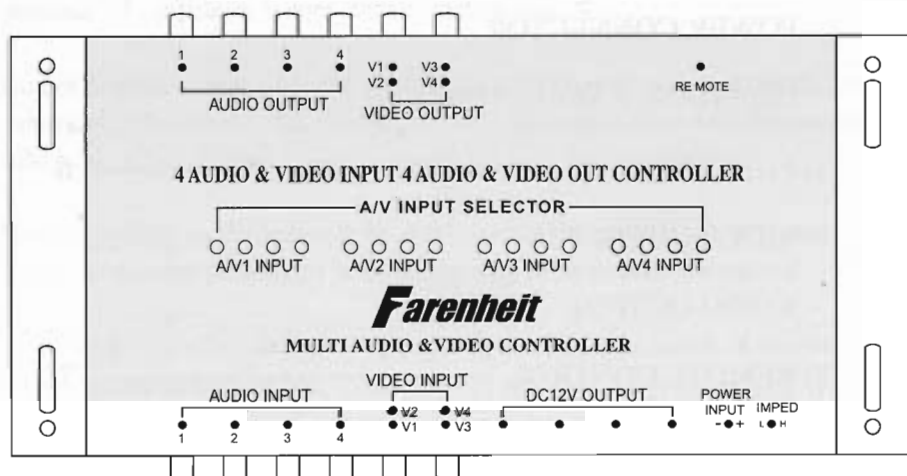 1 2 3 4 V1 V3
V2 V4
AUDIO OUTPUT
VIDEO OUTPUT
RE MOTE
4 AUDIO & VIDEO INPUT 4AUDIO & VIDEO OUT CONTROLLER
A/V INPUT SELECTOR
A/V1 INPUT A/V2 INPUT A/V3 INPUT A/V4 INPUT
Farenheit
MULTI AUDIO & VIDEO CONTROLLER
VIDEO INPUT
AUDIO INPUT DC12V OUTPUT
POWER
INPUT IMPED
V2 V4
- + L H
1 2 3 4 V1 V3